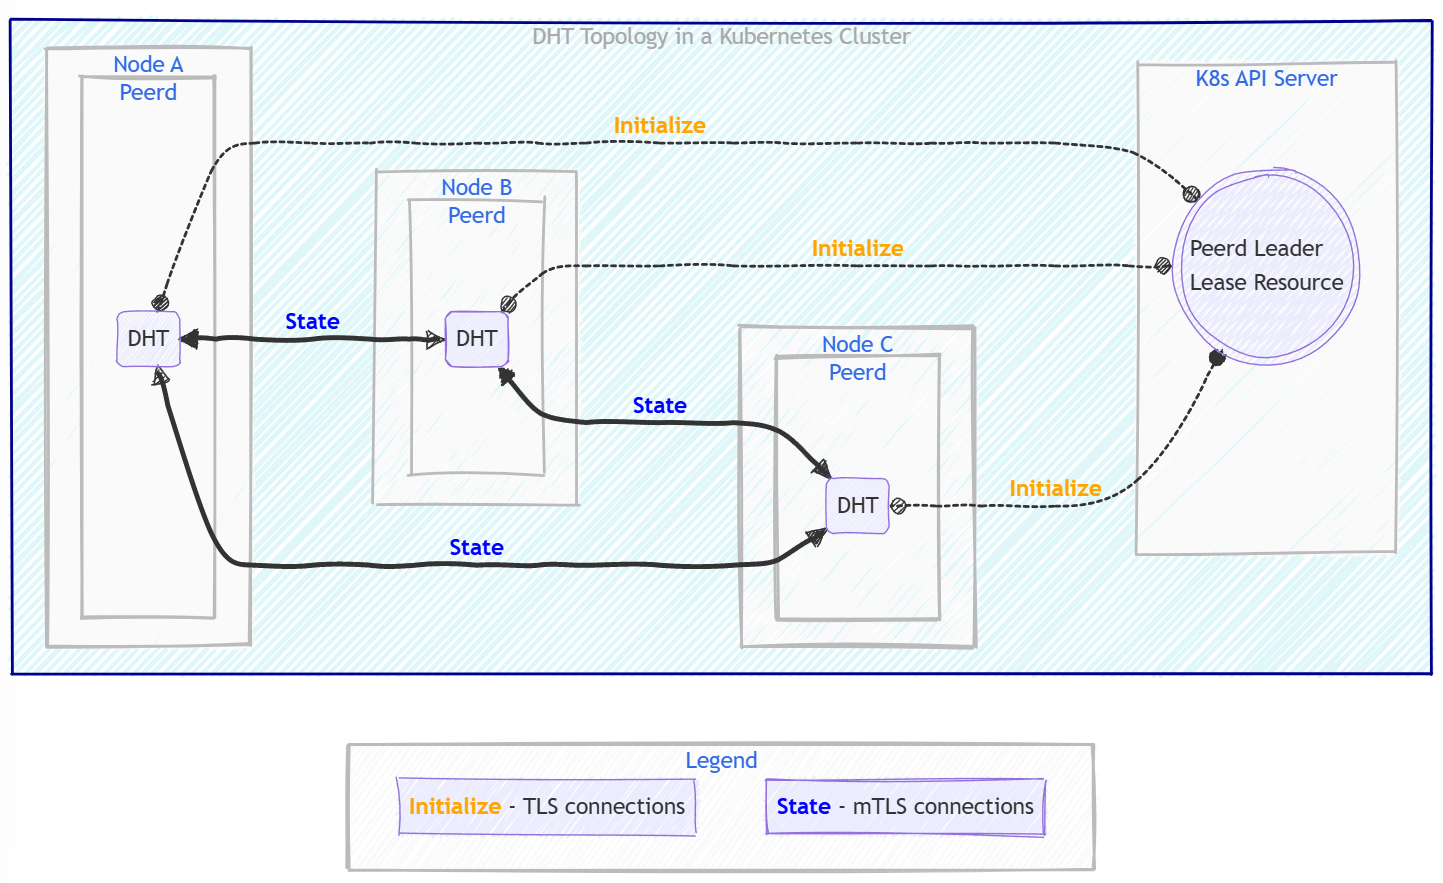 DHT Topology in a Kubernetes Cluster
Node A
Peerd
K8s API Server
Initialize
Node B
Peerd
Initialize
Peerd Leader
Lease Resource
State
DHT
DHT
Node C
Peerd
State
Initialize
DHT
State
Legend
Initialize - TLS connections
State - mTLS connections